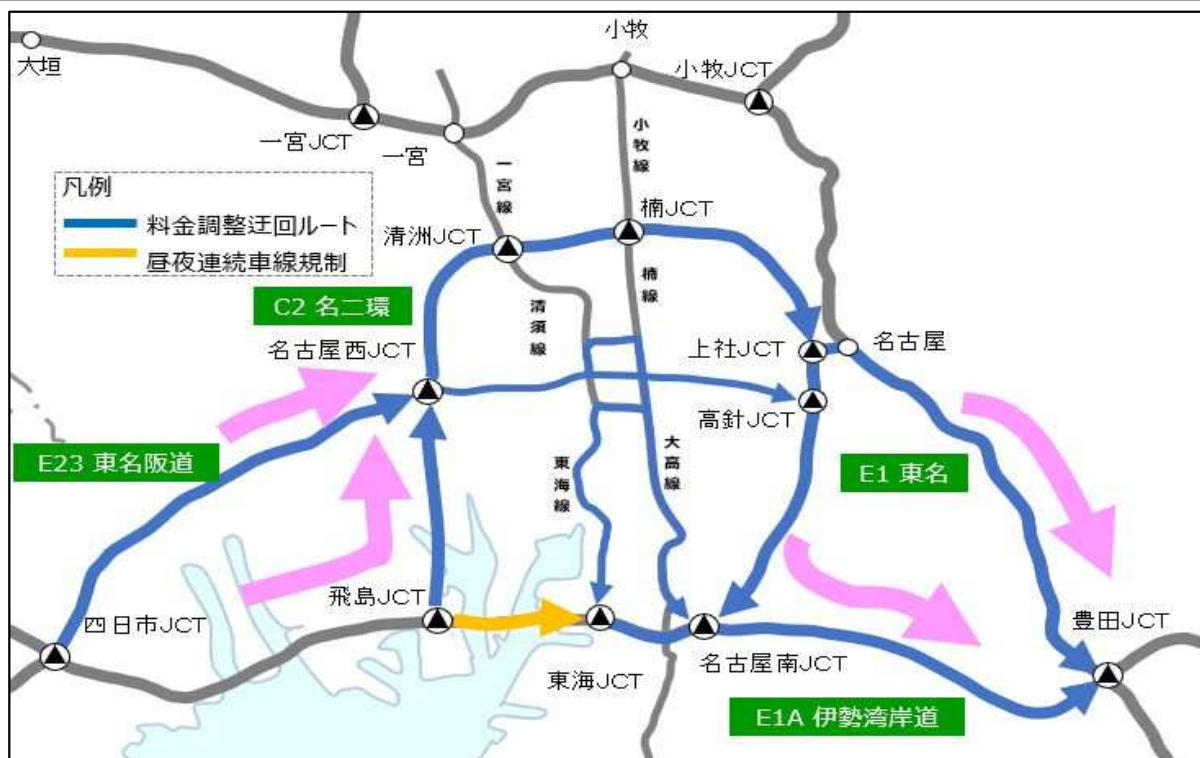 小牧
大垣
小牧JCT
一宮JCT
一宮
小牧線
一宮線
凡例
料金調整迂回ルート
昼夜連続車線規制
楠JCT
清洲JCT
楠線
C2 名二環
清須線
名古屋西JCT
上社JCT
名古屋
高針JCT
E23 東名阪道
東海線
大高線
E1 東名
飛島JCT
四日市JCT
豊田JCT
東海JCT
名古屋南JCT
E1A 伊勢湾岸道